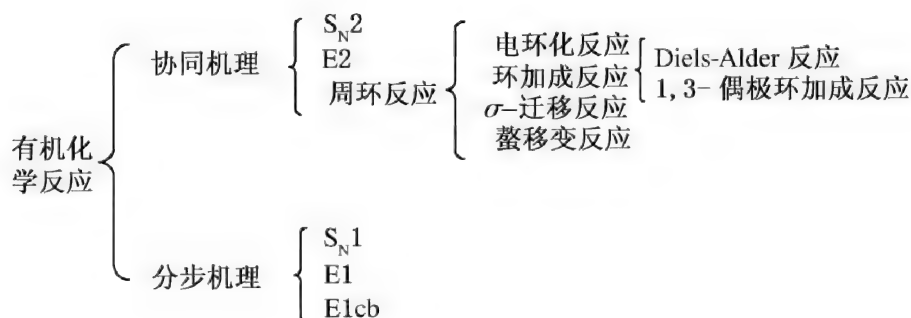 有机化
学反应
协同机理
S_N2
E2
周环反应
电环化反应
环加成反应
σ-迁移反应
螯移变反应
Diels-Alder 反应
1, 3- 偶极环加成反应
分步机理
S_N1
E1
E1cb